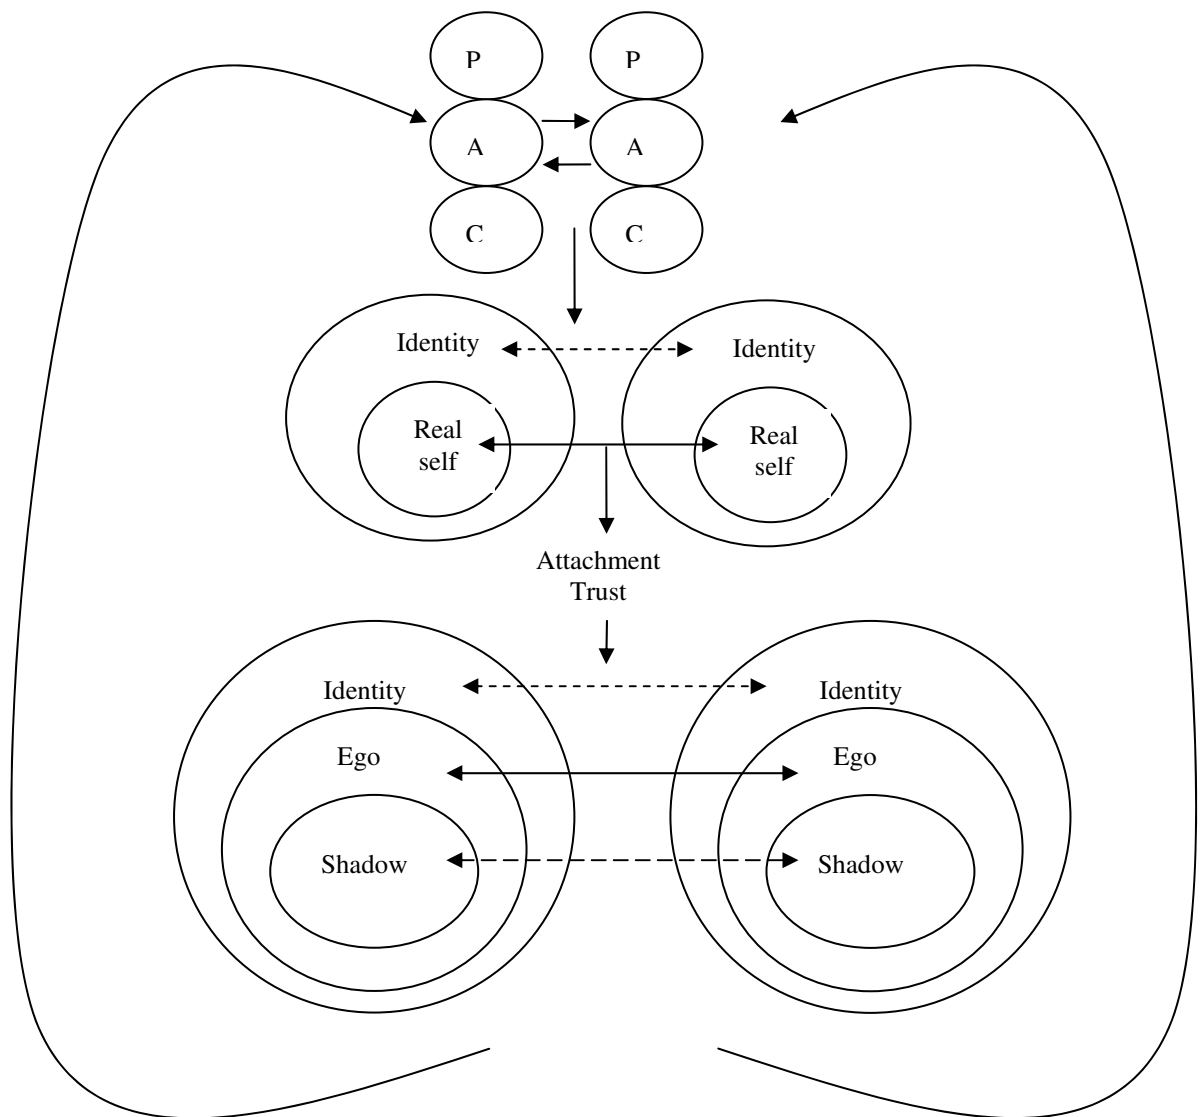 P P
A A
C C
Identity Identity
Real Real
self self
Attachment
Trust
Identity Identity
Ego Ego
Shadow Shadow